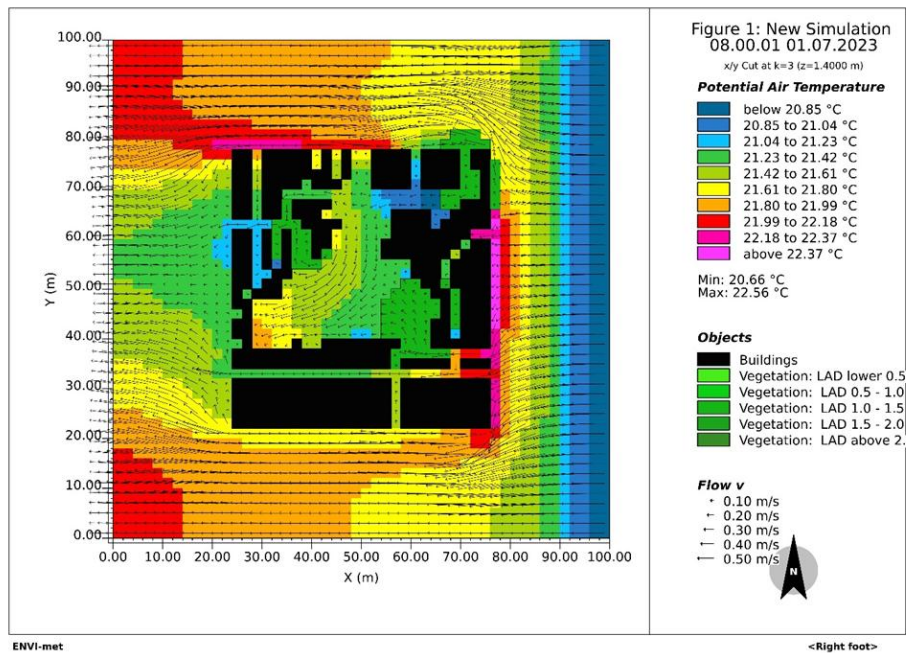 Figure 1: New Simulation
08.00.01 01.07.2023
x/y Cut at k=3 (z=1.4000 m)
Potential Air Temperature
below 20.85 °C
20.85 to 21.04 °C
21.04 to 21.23 °C
21.23 to 21.42 °C
21.42 to 21.61 °C
21.61 to 21.80 °C
21.80 to 21.99 °C
21.99 to 22.18 °C
22.18 to 22.37 °C
above 22.37 °C
Min: 20.66 °C
Max: 22.56 °C
Objects
Buildings
Vegetation: LAD lower 0.5
Vegetation: LAD 0.5 - 1.0
Vegetation: LAD 1.0 - 1.5
Vegetation: LAD 1.5 - 2.0
Vegetation: LAD above 2.
Flow v
0.10 m/s
0.20 m/s
0.30 m/s
0.40 m/s
0.50 m/s
N
100.00
90.00
80.00
70.00
60.00
50.00
40.00
30.00
20.00
10.00
0.00
Y (m)
0.00 10.00 20.00 30.00 40.00 50.00 60.00 70.00 80.00 90.00 100.00
X (m)
ENVI-met
<Right foot>